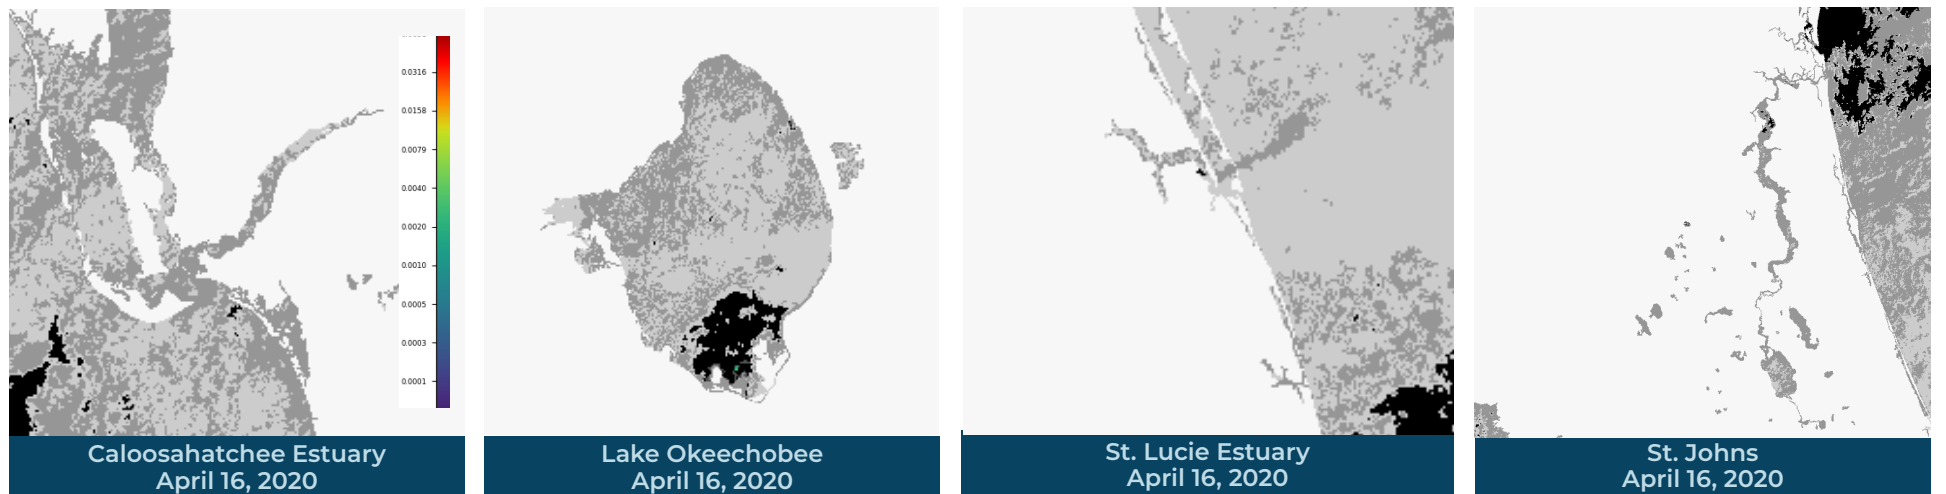 0.0316
0.0158
0.0079
0.0040
0.0020
0.0010
0.0005
0.0003
0.0001
Caloosahatchee Estuary
April 16, 2020
Lake Okeechobee
April 16, 2020
St. Lucie Estuary
April 16, 2020
St. Johns
April 16, 2020